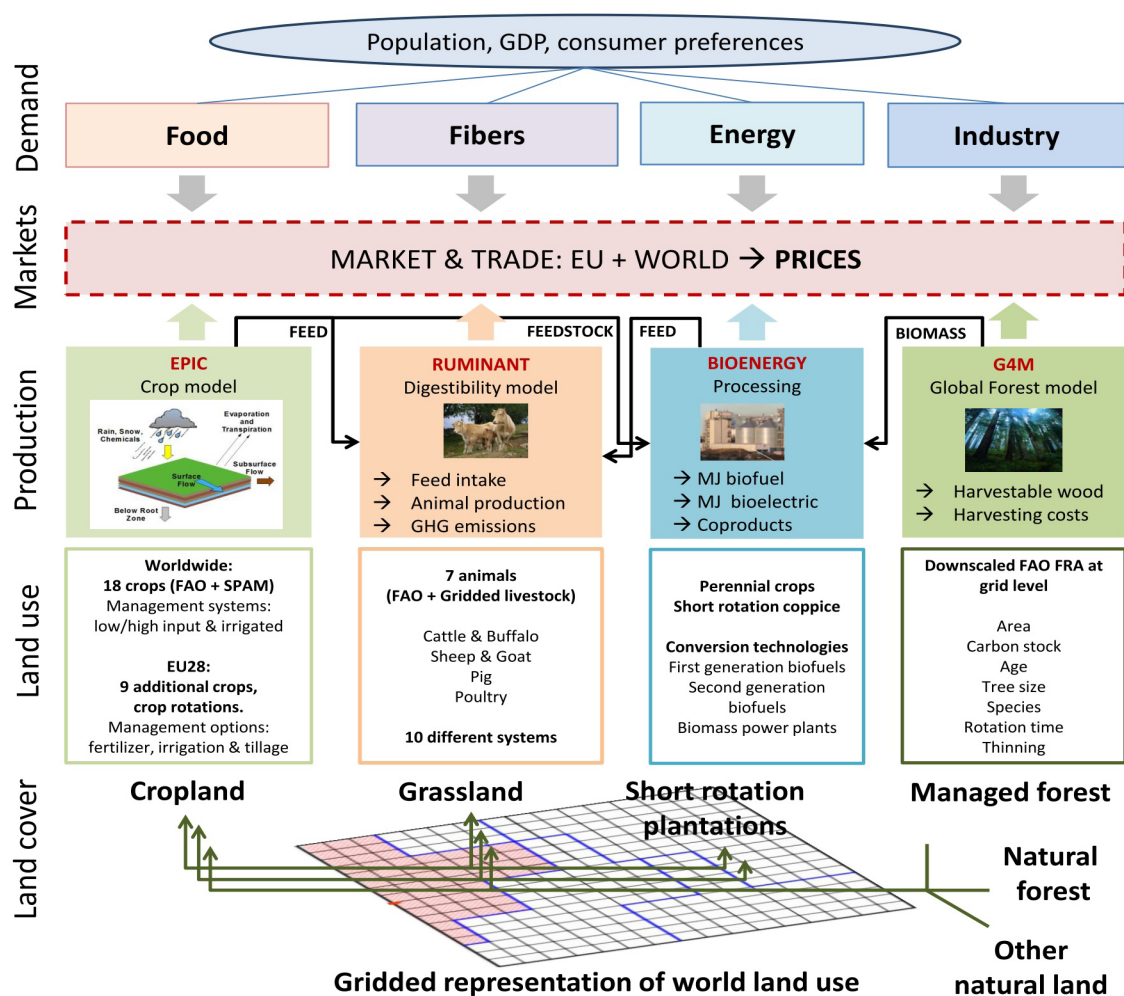 Population, GDP, consumer preferences
Demand
Food
Fibers
Energy
Industry
Markets
MARKET & TRADE: EU + WORLD → PRICES
FEED
FEEDSTOCK
FEED
BIOMASS
Production
EPIC
Crop model
Rain, Snow,
Chemicals
Evaporation
and
Transpiration
Subsurface
Flow
Surface
Flow
Below Root
Zone
RUMINANT
Digestibility model
→ Feed intake
→ Animal production
→ GHG emissions
BIOENERGY
Processing
→ MJ biofuel
→ MJ bioelectric
→ Coproducts
G4M
Global Forest model
→ Harvestable wood
→ Harvesting costs
Land use
Worldwide:
18 crops (FAO + SPAM)
Management systems:
low/high input & irrigated
EU28:
9 additional crops,
crop rotations.
Management options:
fertilizer, irrigation & tillage
7 animals
(FAO + Gridded livestock)
Cattle & Buffalo
Sheep & Goat
Pig
Poultry
10 different systems
Perennial crops
Short rotation coppice
Conversion technologies
First generation biofuels
Second generation
biofuels
Biomass power plants
Downscaled FAO FRA at
grid level
Area
Carbon stock
Age
Tree size
Species
Rotation time
Thinning
Land cover
Cropland
Grassland
Short rotation
plantations
Managed forest
Natural
forest
Other
natural land
Gridded representation of world land use